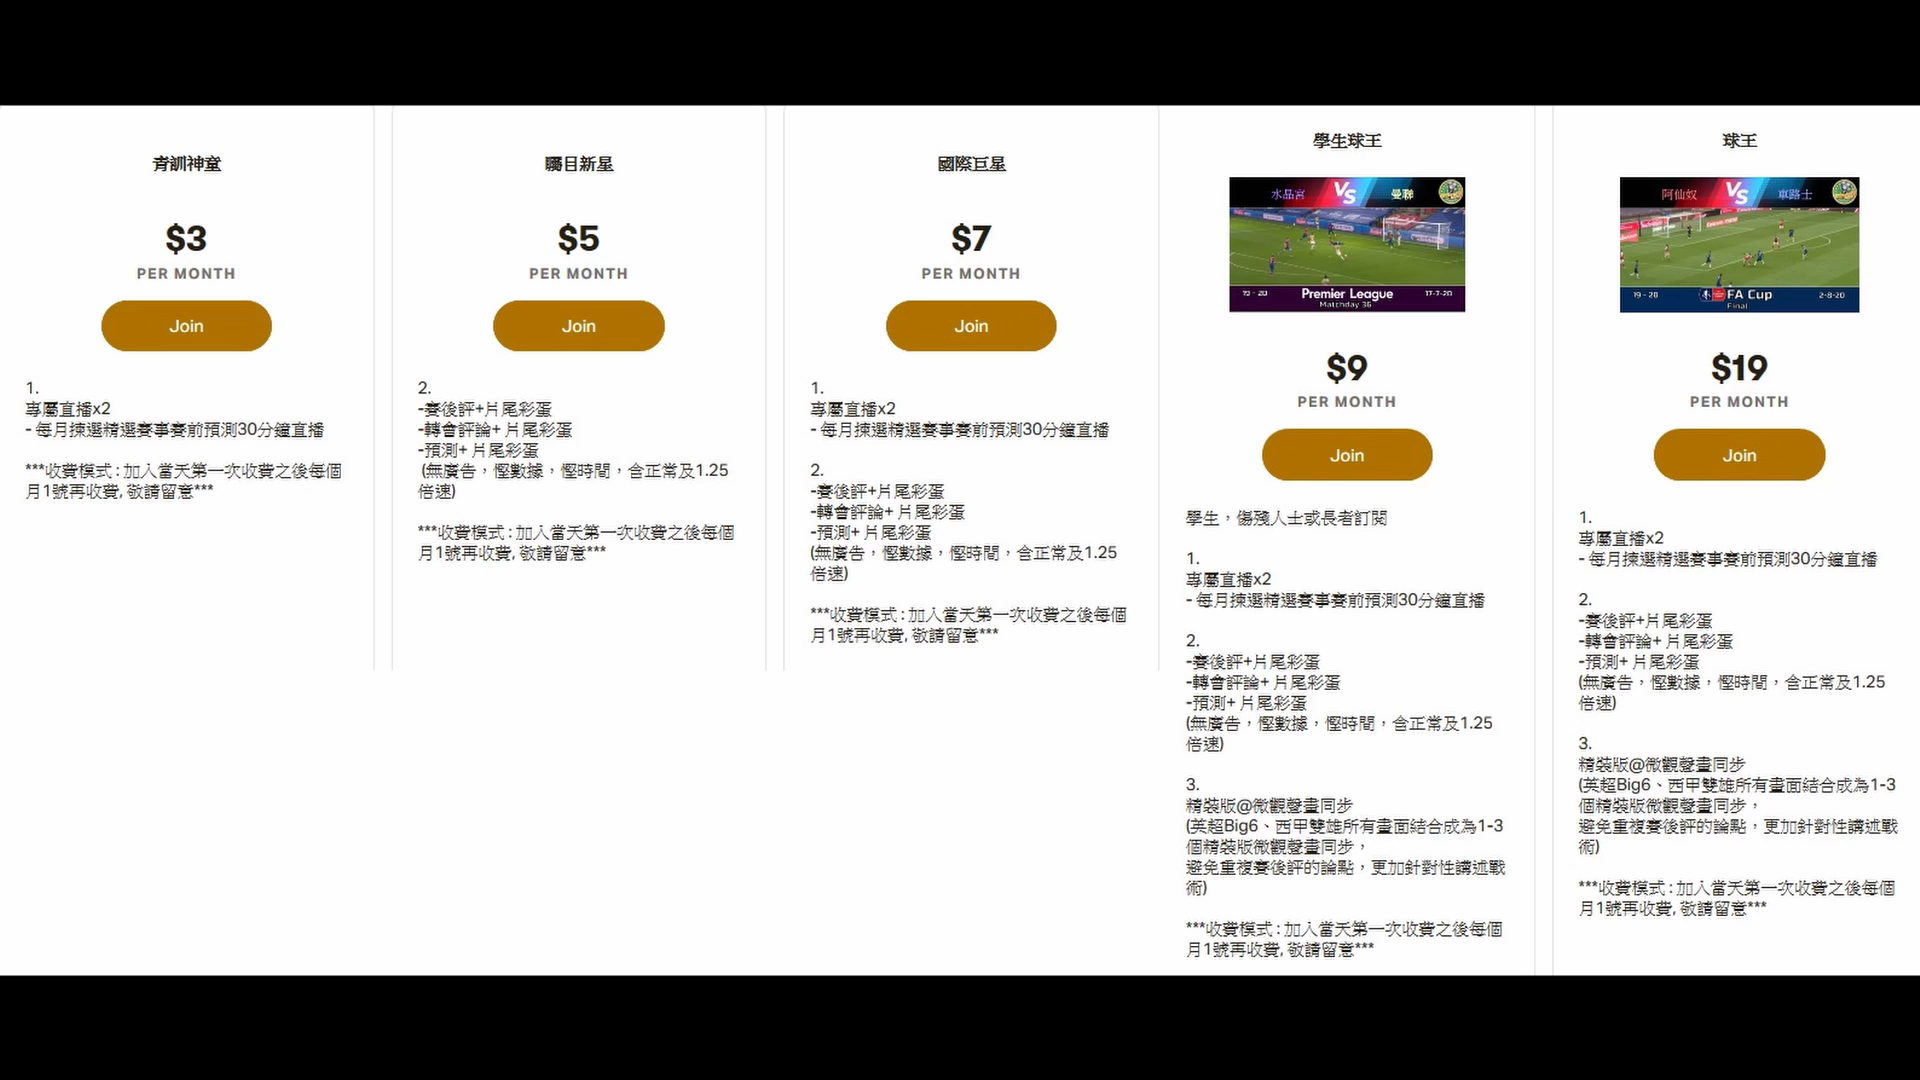 青訓神童
$3
PER MONTH
Join
1.
專屬直播x2
- 每月揀選精選賽事賽前預測30分鐘直播
***收費模式 : 加入當天第一次收費之後每個
月1號再收費, 敬請留意***
矚目新星
$5
PER MONTH
Join
2.
-賽後評+片尾彩蛋
-轉會評論+ 片尾彩蛋
-預測+ 片尾彩蛋
(無廣告，慳數據，慳時間，含正常及1.25
倍速)
***收費模式 : 加入當天第一次收費之後每個
月1號再收費, 敬請留意***
國際巨星
$7
PER MONTH
Join
1.
專屬直播x2
- 每月揀選精選賽事賽前預測30分鐘直播
2.
-賽後評+片尾彩蛋
-轉會評論+ 片尾彩蛋
-預測+ 片尾彩蛋
(無廣告，慳數據，慳時間，含正常及1.25
倍速)
***收費模式 : 加入當天第一次收費之後每個
月1號再收費, 敬請留意***
學生球王
水晶宮 VS 曼聯
19 - 20 Premier League 17-7-20
Matchday 36
$9
PER MONTH
Join
學生，傷殘人士或長者訂閱
1.
專屬直播x2
- 每月揀選精選賽事賽前預測30分鐘直播
2.
-賽後評+片尾彩蛋
-轉會評論+ 片尾彩蛋
-預測+ 片尾彩蛋
(無廣告，慳數據，慳時間，含正常及1.25
倍速)
3.
精裝版@微觀聲畫同步
(英超Big6、西甲雙雄所有畫面結合成為1-3
個精裝版微觀聲畫同步，
避免重複賽後評的論點，更加針對性講述戰
術)
***收費模式 : 加入當天第一次收費之後每個
月1號再收費, 敬請留意***
球王
阿仙奴 VS 車路士
19 - 20 FA Cup 2-8-20
Final
$19
PER MONTH
Join
1.
專屬直播x2
- 每月揀選精選賽事賽前預測30分鐘直播
2.
-賽後評+片尾彩蛋
-轉會評論+ 片尾彩蛋
-預測+ 片尾彩蛋
(無廣告，慳數據，慳時間，含正常及1.25
倍速)
3.
精裝版@微觀聲畫同步
(英超Big6、西甲雙雄所有畫面結合成為1-3
個精裝版微觀聲畫同步，
避免重複賽後評的論點，更加針對性講述戰
術)
***收費模式 : 加入當天第一次收費之後每個
月1號再收費, 敬請留意***